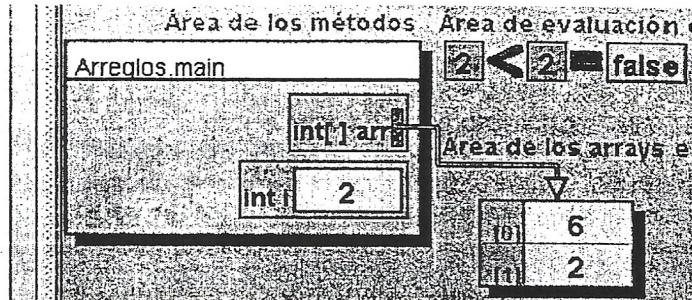 Área de los métodos
Área de evaluación
Arreglos.main
2 < 2 = false
int[ ] arr
Área de los arrays e
int i 2
[0] 6
[1] 2